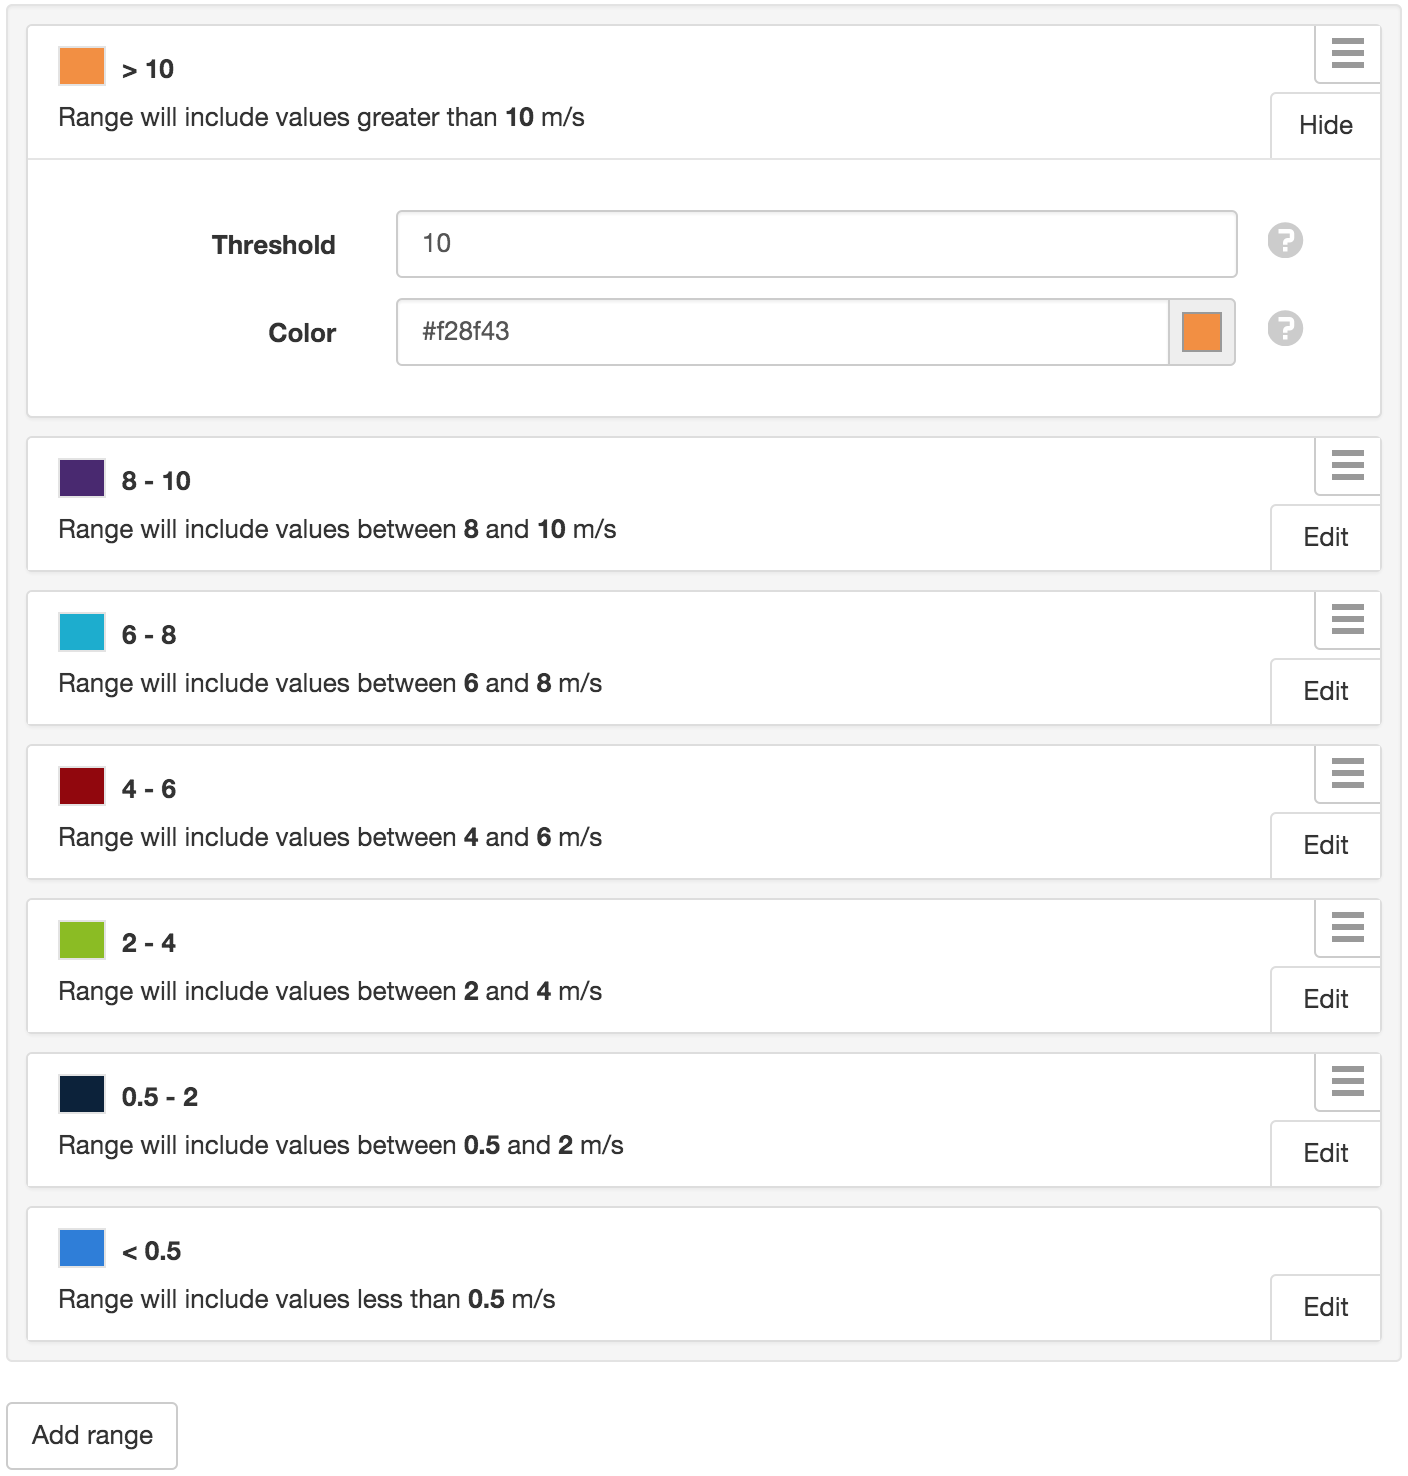 > 10
Range will include values greater than 10 m/s
Hide
Threshold
10
?
Color
#f28f43
?
8 - 10
Range will include values between 8 and 10 m/s
Edit
6 - 8
Range will include values between 6 and 8 m/s
Edit
4 - 6
Range will include values between 4 and 6 m/s
Edit
2 - 4
Range will include values between 2 and 4 m/s
Edit
0.5 - 2
Range will include values between 0.5 and 2 m/s
Edit
< 0.5
Range will include values less than 0.5 m/s
Edit
Add range